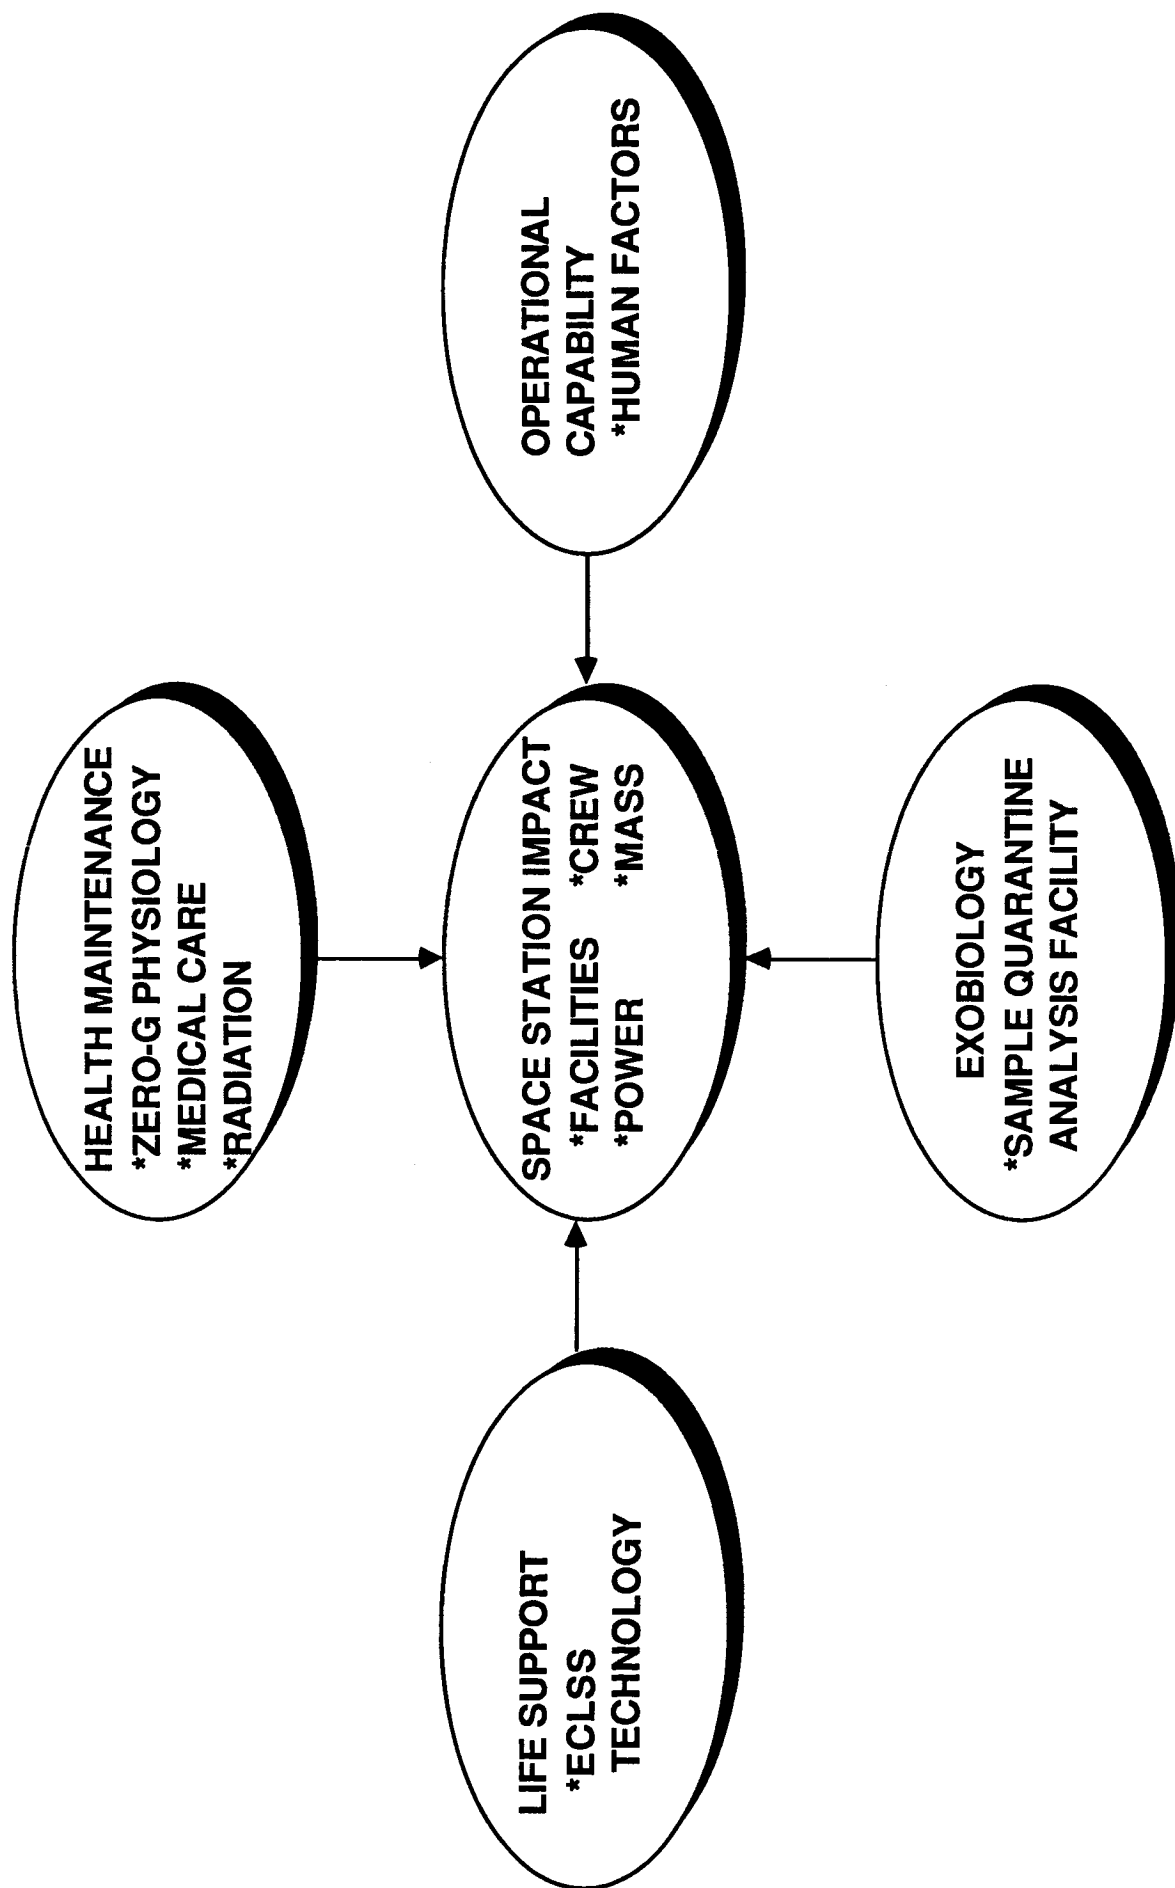 HEALTH MAINTENANCE
*ZERO-G PHYSIOLOGY
*MEDICAL CARE
*RADIATION
LIFE SUPPORT
*ECLSS
TECHNOLOGY
SPACE STATION IMPACT
*FACILITIES *CREW
*POWER *MASS
OPERATIONAL
CAPABILITY
*HUMAN FACTORS
EXOBIOLOGY
*SAMPLE QUARANTINE
ANALYSIS FACILITY